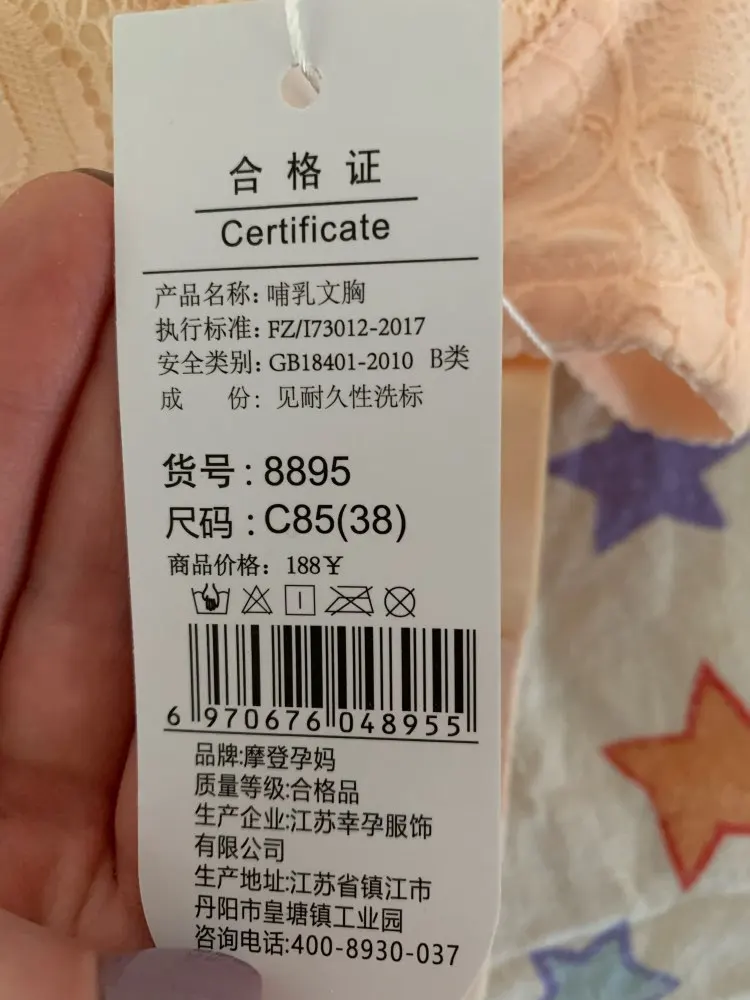 合格证
Certificate
产品名称: 哺乳文胸
执行标准: FZ/I73012-2017
安全类别: GB18401-2010 B类
成 份: 见耐久性洗标
货号: 8895
尺码: C85(38)
商品价格: 188¥
6 970676 048955
品牌:摩登孕妈
质量等级:合格品
生产企业:江苏幸孕服饰
有限公司
生产地址:江苏省镇江市
丹阳市皇塘镇工业园
咨询电话:400-8930-037